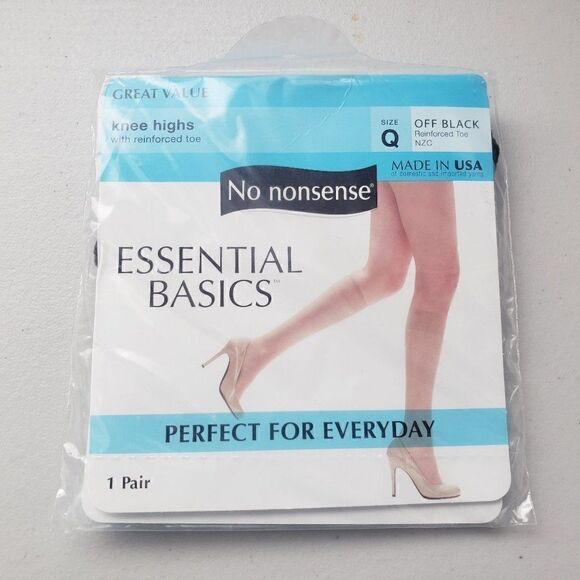 GREAT VALUE
knee highs
with reinforced toe
SIZE
Q
OFF BLACK
Reinforced Toe
NZC
MADE IN USA
of domestic and imported yarns
No nonsense®
ESSENTIAL
BASICS™
PERFECT FOR EVERYDAY
1 Pair